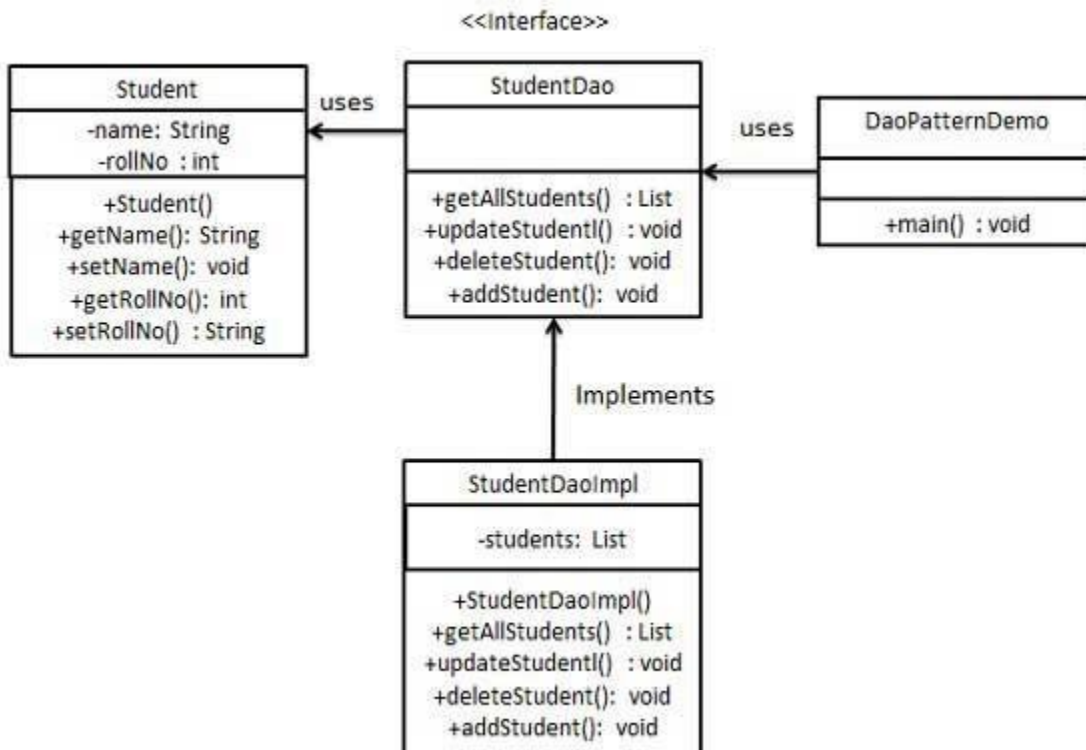 <<Interface>>
Student
-name: String
-rollNo : int
+Student()
+getName(): String
+setName(): void
+getRollNo(): int
+setRollNo() : String
uses
StudentDao
+getAllStudents() : List
+updateStudentl() : void
+deleteStudent(): void
+addStudent(): void
uses
DaoPatternDemo
+main() : void
Implements
StudentDaoImpl
-students: List
+StudentDaoImpl()
+getAllStudents() : List
+updateStudentl() : void
+deleteStudent(): void
+addStudent(): void